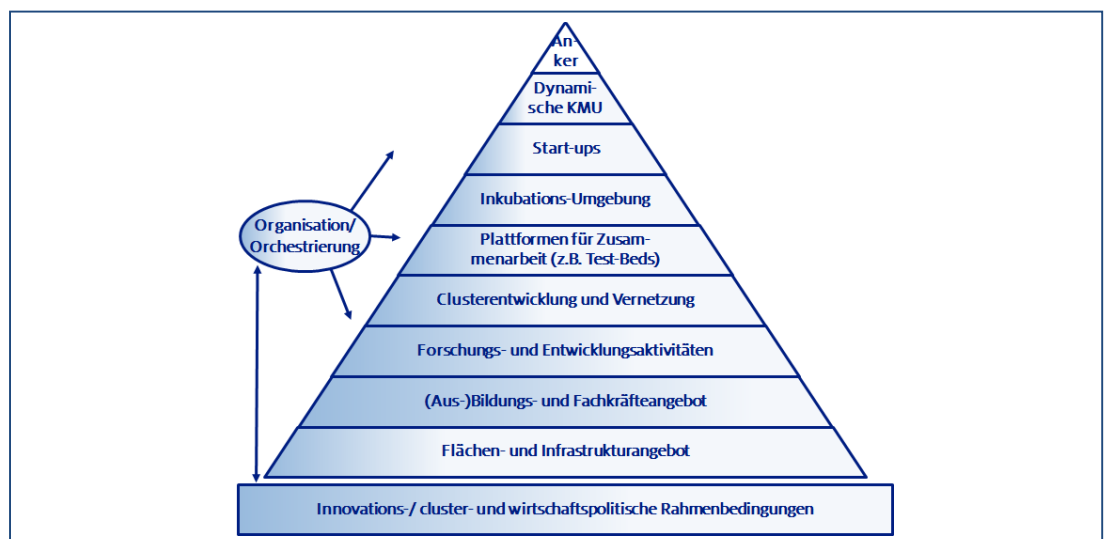 An-
ker
Dynami-
sche KMU
Start-ups
Inkubations-Umgebung
Organisation/
Orchestrierung
Plattformen für Zusam-
menarbeit (z.B. Test-Beds)
Clusterentwicklung und Vernetzung
Forschungs- und Entwicklungsaktivitäten
(Aus-)Bildungs- und Fachkräfteangebot
Flächen- und Infrastrukturangebot
Innovations-/ cluster- und wirtschaftspolitische Rahmenbedingungen